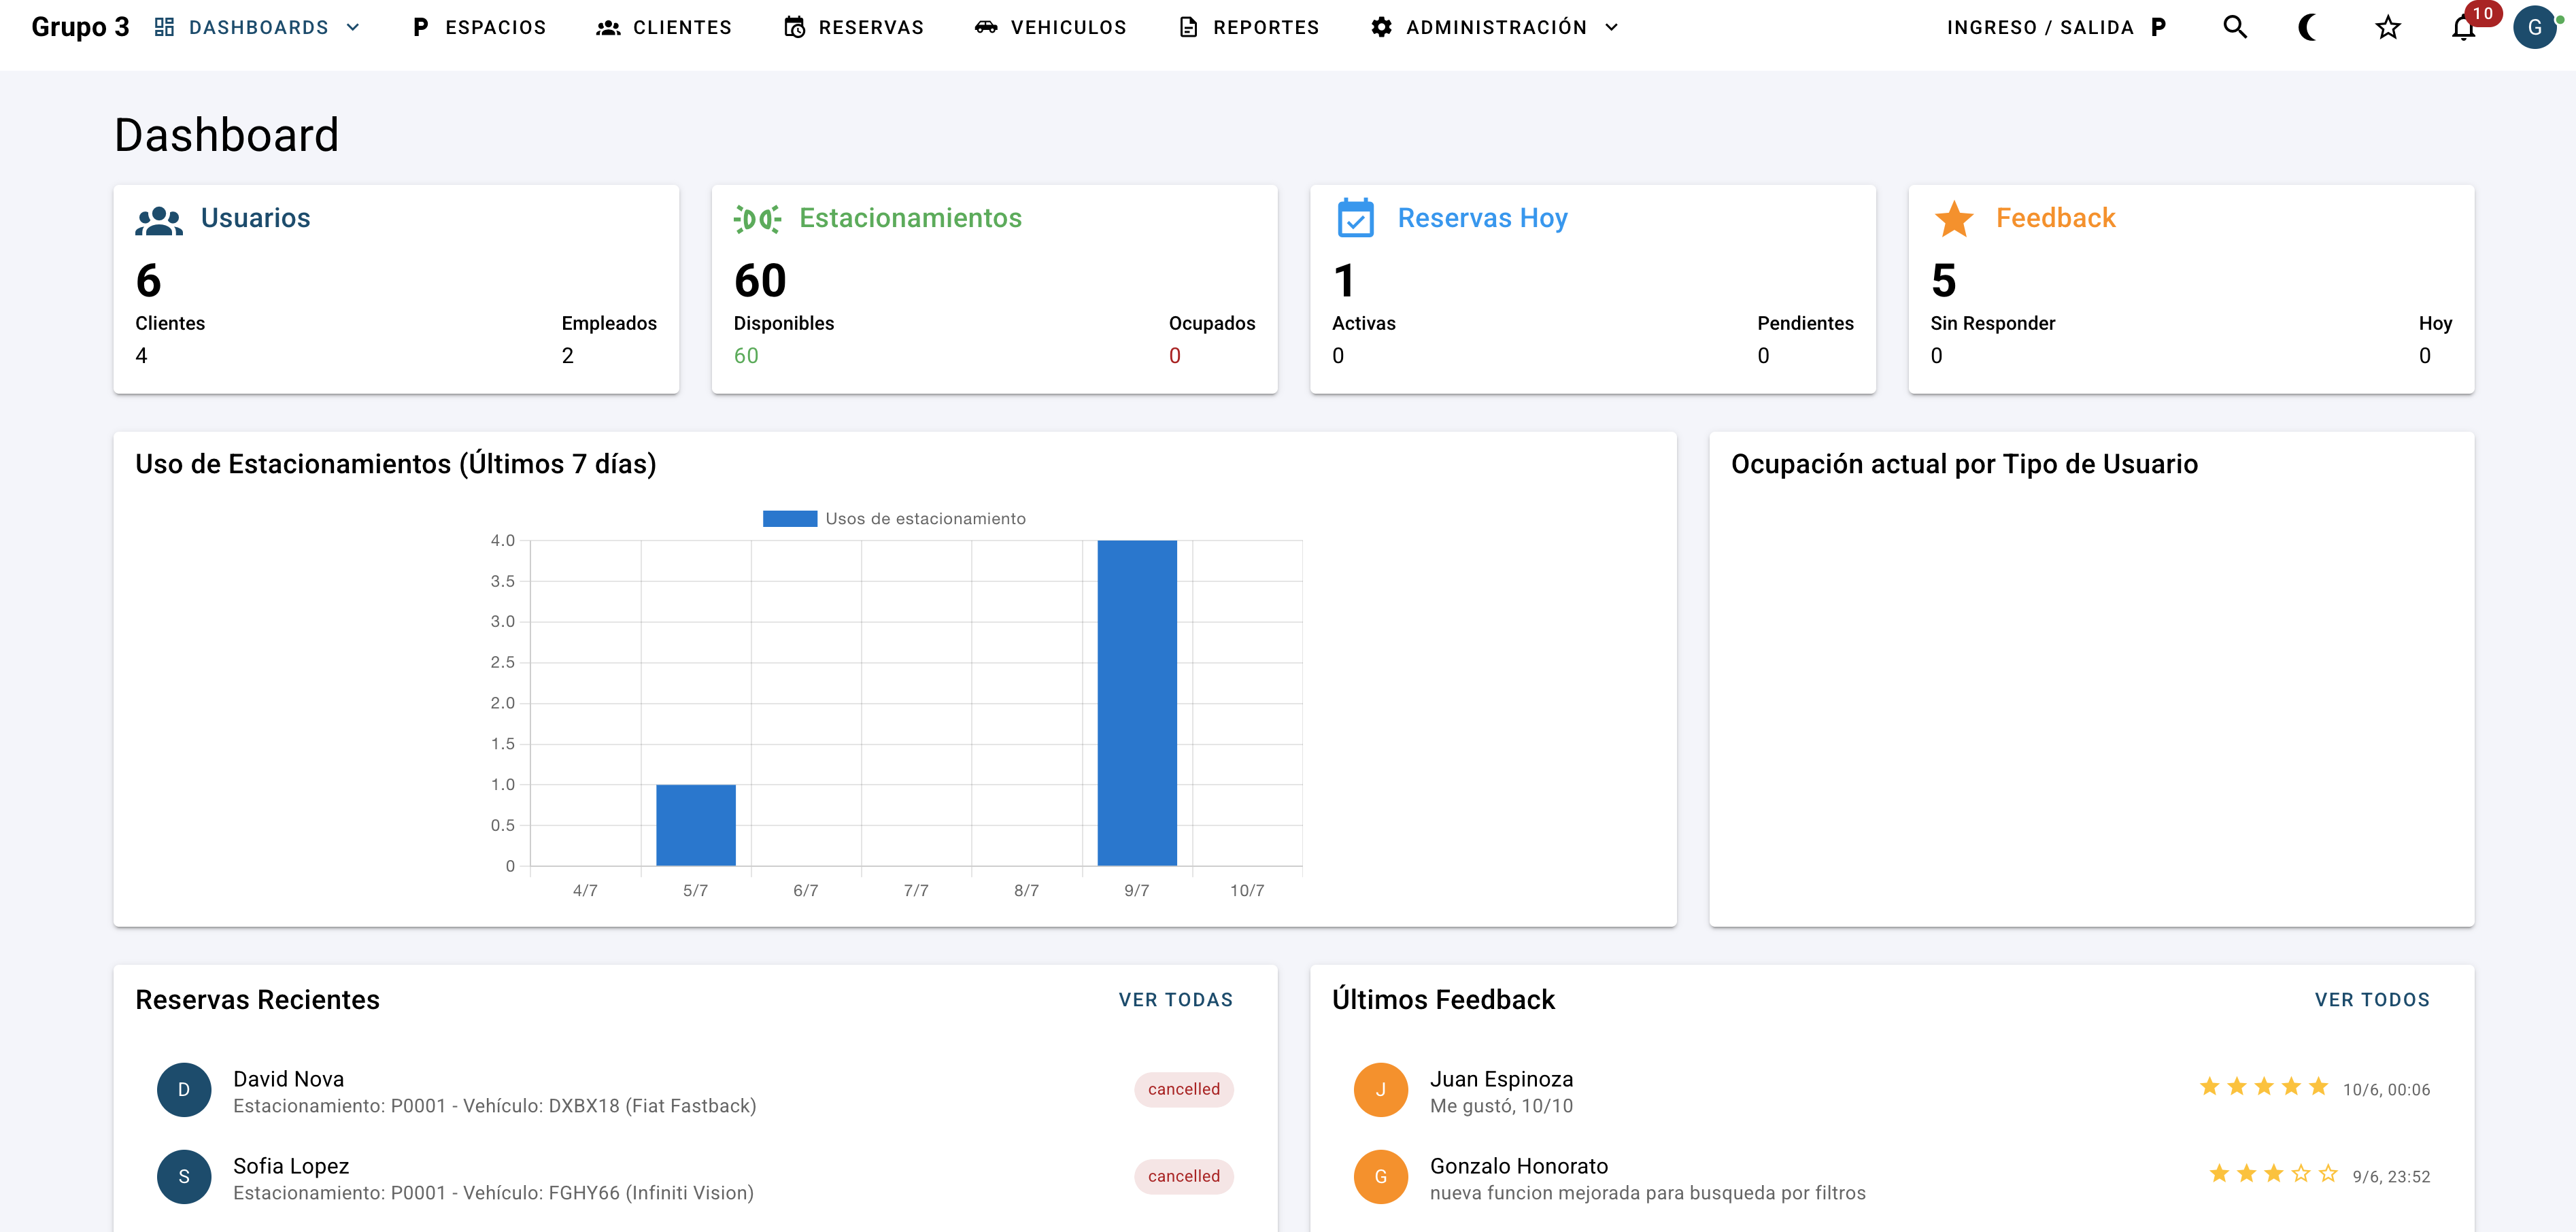 Grupo 3 DASHBOARDS P ESPACIOS CLIENTES RESERVAS VEHICULOS REPORTES ADMINISTRACIÓN INGRESO / SALIDA P 10 G
Dashboard
Usuarios
6
Clientes Empleados
4 2
Estacionamientos
60
Disponibles Ocupados
60 0
Reservas Hoy
1
Activas Pendientes
0 0
Feedback
5
Sin Responder Hoy
0 0
Uso de Estacionamientos (Últimos 7 días)
Usos de estacionamiento
4.0
3.5
3.0
2.5
2.0
1.5
1.0
0.5
0
4/7 5/7 6/7 7/7 8/7 9/7 10/7
Ocupación actual por Tipo de Usuario
Reservas Recientes VER TODAS
D David Nova cancelled
Estacionamiento: P0001 - Vehículo: DXBX18 (Fiat Fastback)
S Sofia Lopez cancelled
Estacionamiento: P0001 - Vehículo: FGHY66 (Infiniti Vision)
Últimos Feedback VER TODOS
J Juan Espinoza 10/6, 00:06
Me gustó, 10/10
G Gonzalo Honorato 9/6, 23:52
nueva funcion mejorada para busqueda por filtros